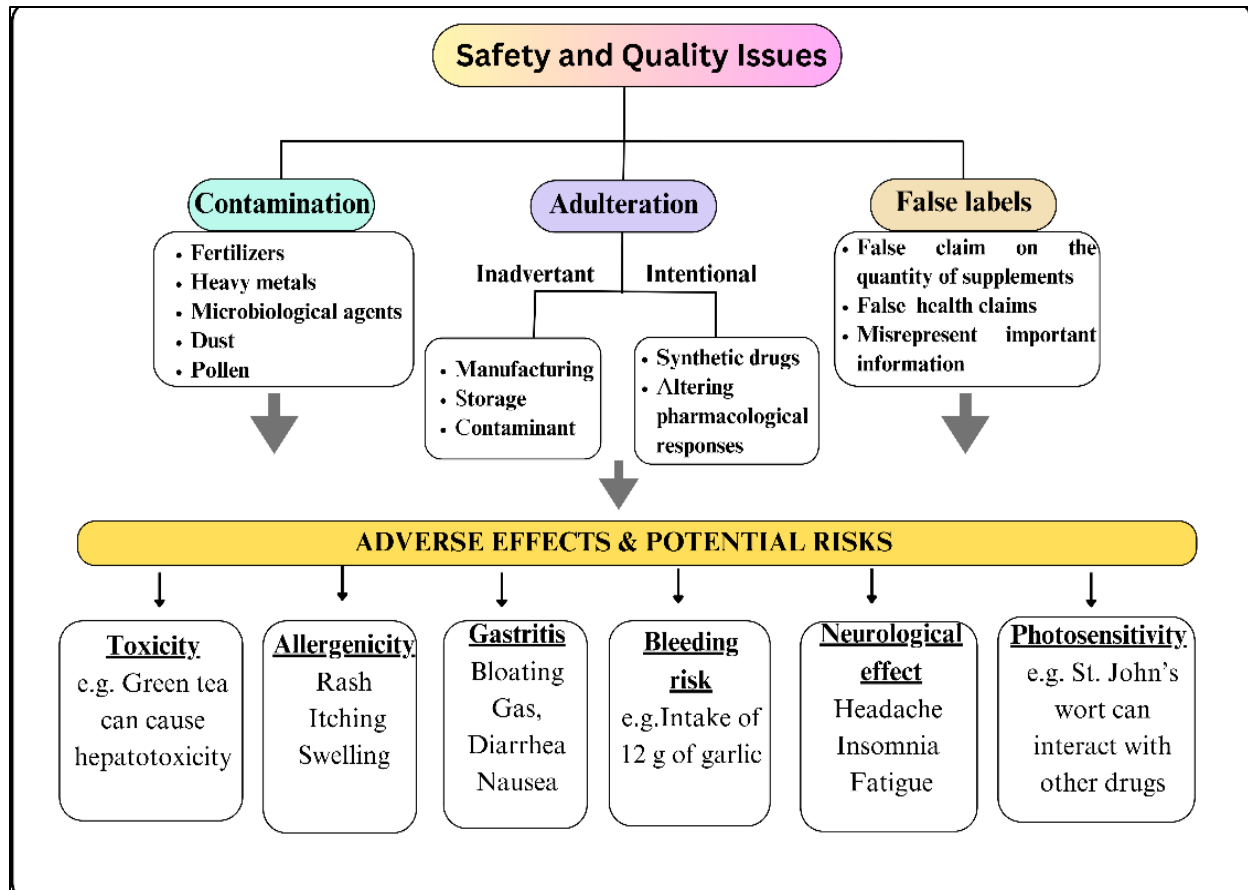 Safety and Quality Issues
Contamination
• Fertilizers
• Heavy metals
• Microbiological agents
• Dust
• Pollen
Adulteration
Inadvertant
Intentional
• Manufacturing
• Storage
• Contaminant
• Synthetic drugs
• Altering
pharmacological
responses
False labels
• False claim on the
quantity of supplements
• False health claims
• Misrepresent important
information
ADVERSE EFFECTS & POTENTIAL RISKS
Toxicity
e.g. Green tea
can cause
hepatotoxicity
Allergenicity
Rash
Itching
Swelling
Gastritis
Bloating
Gas,
Diarrhea
Nausea
Bleeding
risk
e.g.Intake of
12 g of garlic
Neurological
effect
Headache
Insomnia
Fatigue
Photosensitivity
e.g. St. John's
wort can
interact with
other drugs